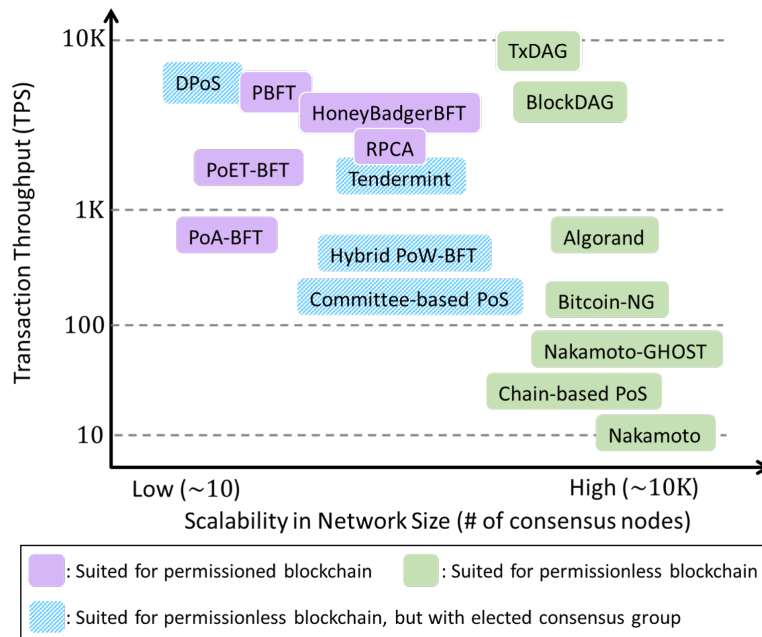 10K
TxDAG
DPoS
PBFT
BlockDAG
HoneyBadgerBFT
RPCA
PoET-BFT
Tendermint
1K
PoA-BFT
Algorand
Hybrid PoW-BFT
Committee-based PoS
Bitcoin-NG
100
Nakamoto-GHOST
Chain-based PoS
10
Nakamoto
Transaction Throughput (TPS)
Low (~10)
High (~10K)
Scalability in Network Size (# of consensus nodes)
: Suited for permissioned blockchain
: Suited for permissionless blockchain
: Suited for permissionless blockchain, but with elected consensus group